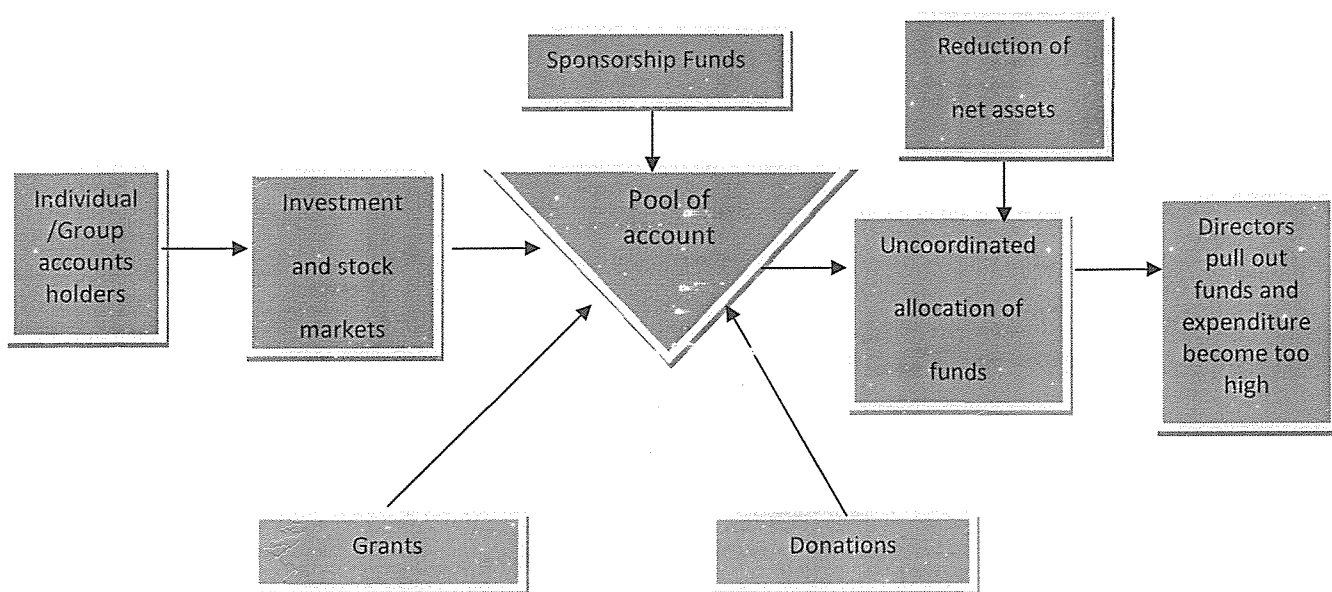 Sponsorship Funds
Reduction of
net assets
Individual
/Group
accounts
holders
Investment
and stock
markets
Pool of
account
Uncoordinated
allocation of
funds
Directors
pull out
funds and
expenditure
become too
high
Grants
Donations